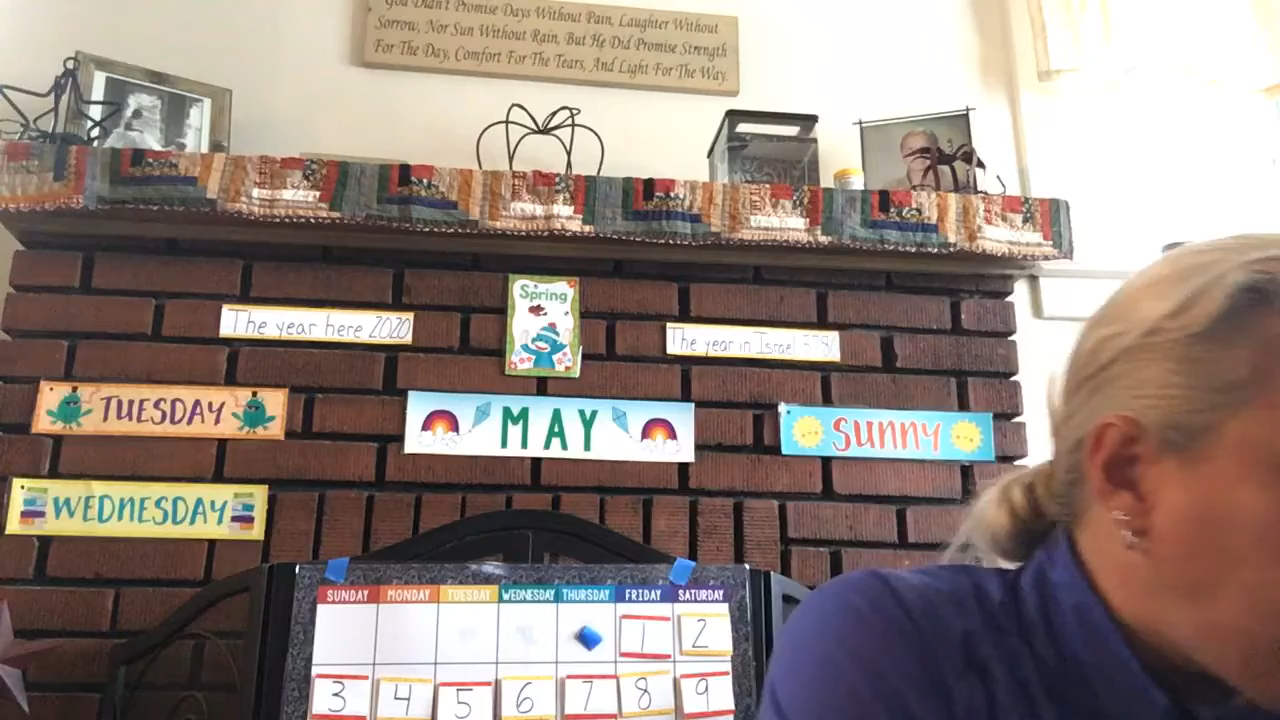 God Didn't Promise Days Without Pain, Laughter Without
Sorrow, Nor Sun Without Rain, But He Did Promise Strength
For The Day, Comfort For The Tears, And Light For The Way.
Spring
The year here 2020
The year in Israel
TUESDAY
MAY
SUNNY
WEDNESDAY
SUNDAY MONDAY TUESDAY WEDNESDAY THURSDAY FRIDAY SATURDAY
1 2
3 4 5 6 7 8 9